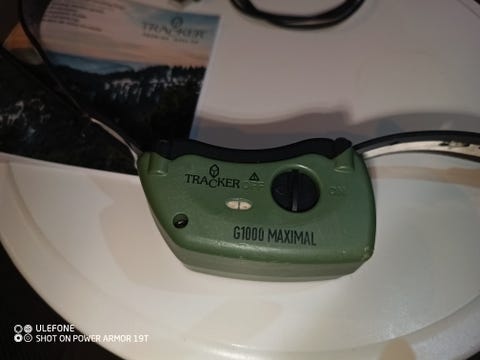 TRACKER
TRACKER OFF ON
G1000 MAXIMAL
ULEFONE
SHOT ON POWER ARMOR 19T